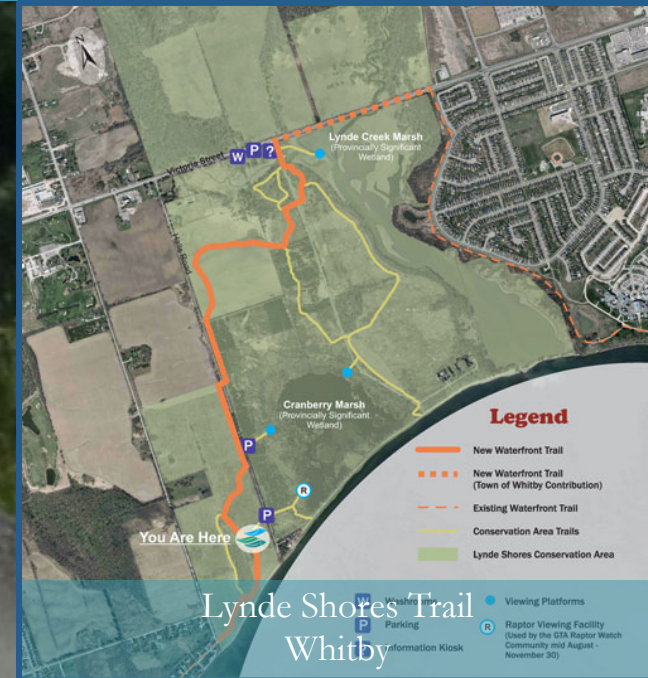 Victoria Street
W
P
?
Lynde Creek Marsh
(Provincially Significant
Wetland)
Cranberry Marsh
(Provincially Significant
Wetland)
P
R
P
You Are Here
Legend
New Waterfront Trail
New Waterfront Trail
(Town of Whitby Contribution)
Existing Waterfront Trail
Conservation Area Trails
Lynde Shores Conservation Area
W Washrooms
P Parking
Information Kiosk
Viewing Platforms
R Raptor Viewing Facility
(Used by the GTA Raptor Watch
Community mid August -
November 30)
Lynde Shores Trail
Whitby